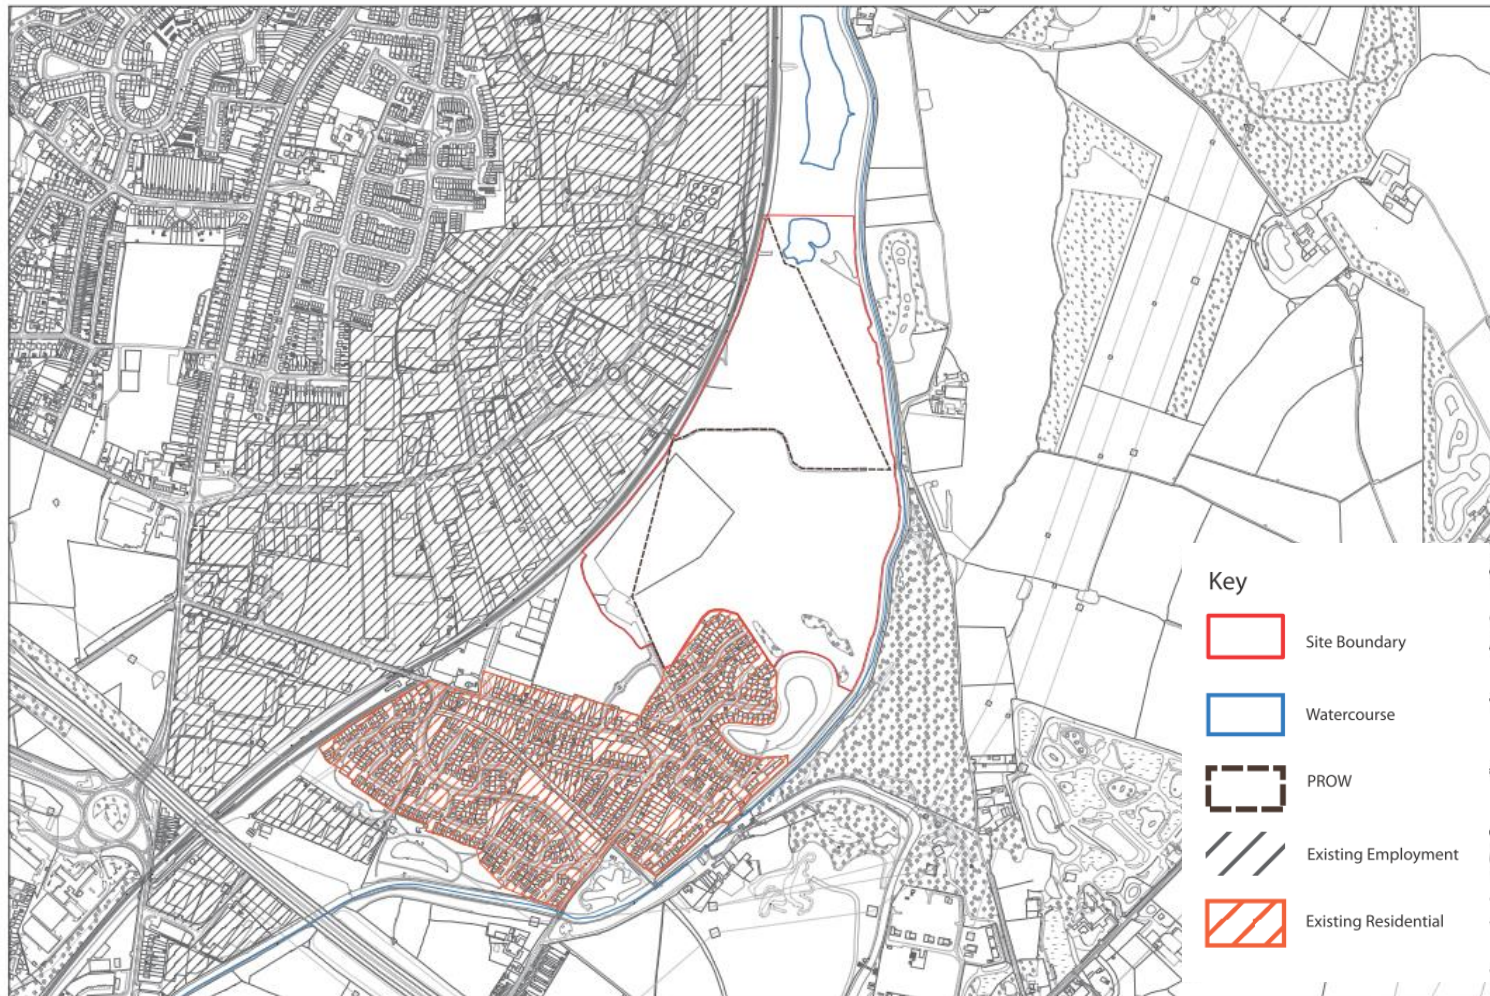 Key
Site Boundary
Watercourse
PROW
Existing Employment
Existing Residential